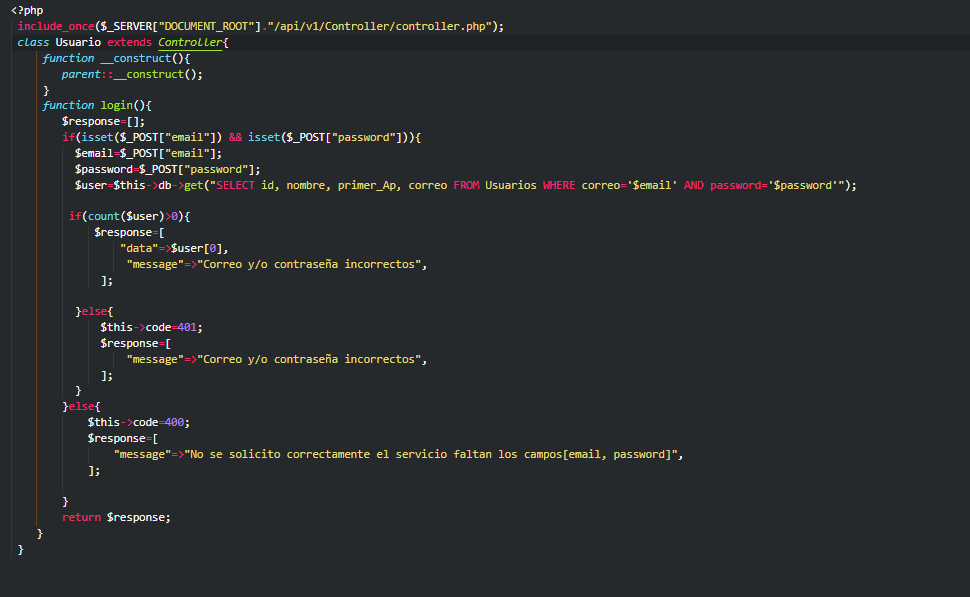 <?php
include_once($_SERVER["DOCUMENT_ROOT"]."/api/v1/Controller/controller.php");
class Usuario extends Controller{
function __construct(){
parent::__construct();
}
function login(){
$response=[];
if(isset($_POST["email"]) && isset($_POST["password"])){
$email=$_POST["email"];
$password=$_POST["password"];
$user=$this->db->get("SELECT id, nombre, primer_Ap, correo FROM Usuarios WHERE correo='$email' AND password='$password'");
if(count($user)>0){
$response=[
"data"=>$user[0],
"message"=>"Correo y/o contraseña incorrectos",
];
}else{
$this->code=401;
$response=[
"message"=>"Correo y/o contraseña incorrectos",
];
}
}else{
$this->code=400;
$response=[
"message"=>"No se solicito correctamente el servicio faltan los campos[email, password]",
];
}
return $response;
}
}